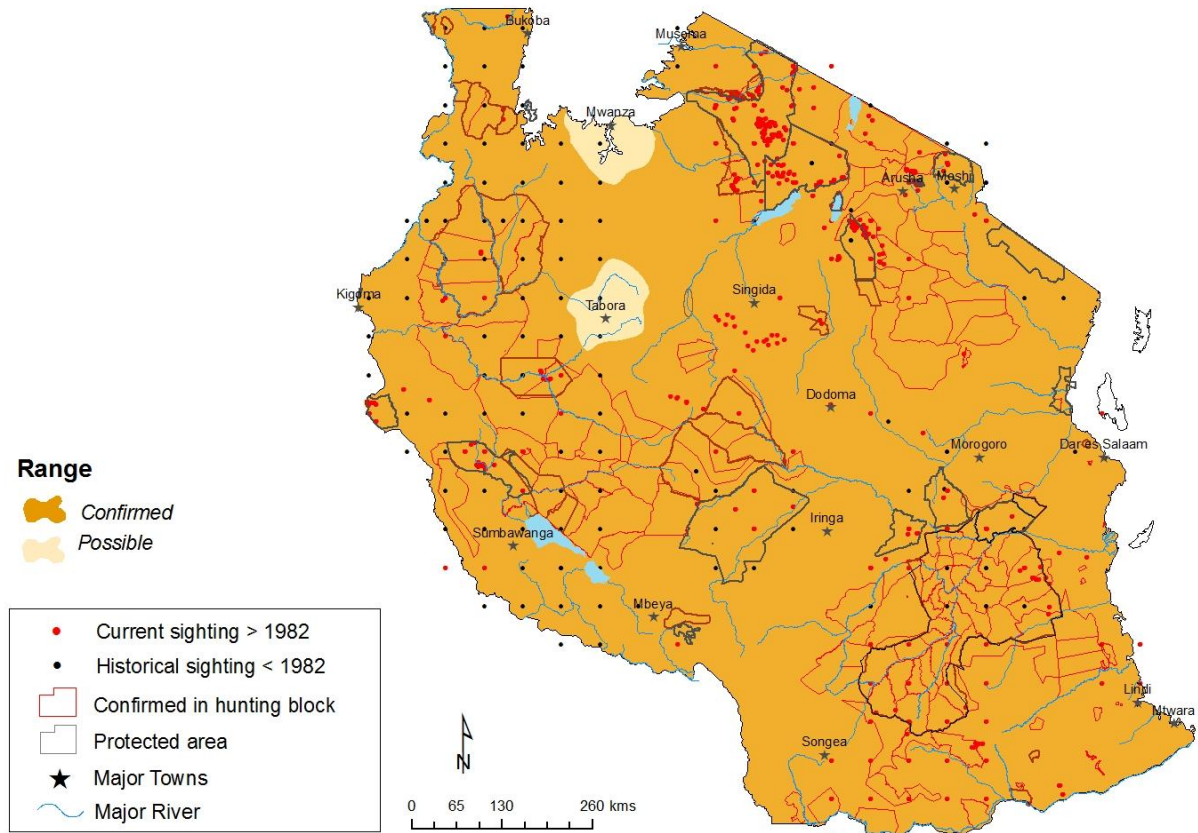 Bukoba
Musoma
Mwanza
Arusha
Moshi
Kigoma
Tabora
Singida
Dodoma
Morogoro
Dar es Salaam
Iringa
Sumbawanga
Mbeya
Lindi
Mtwara
Songea
Range
Confirmed
Possible
Current sighting > 1982
Historical sighting < 1982
Confirmed in hunting block
Protected area
Major Towns
Major River
N
0 65 130 260 kms